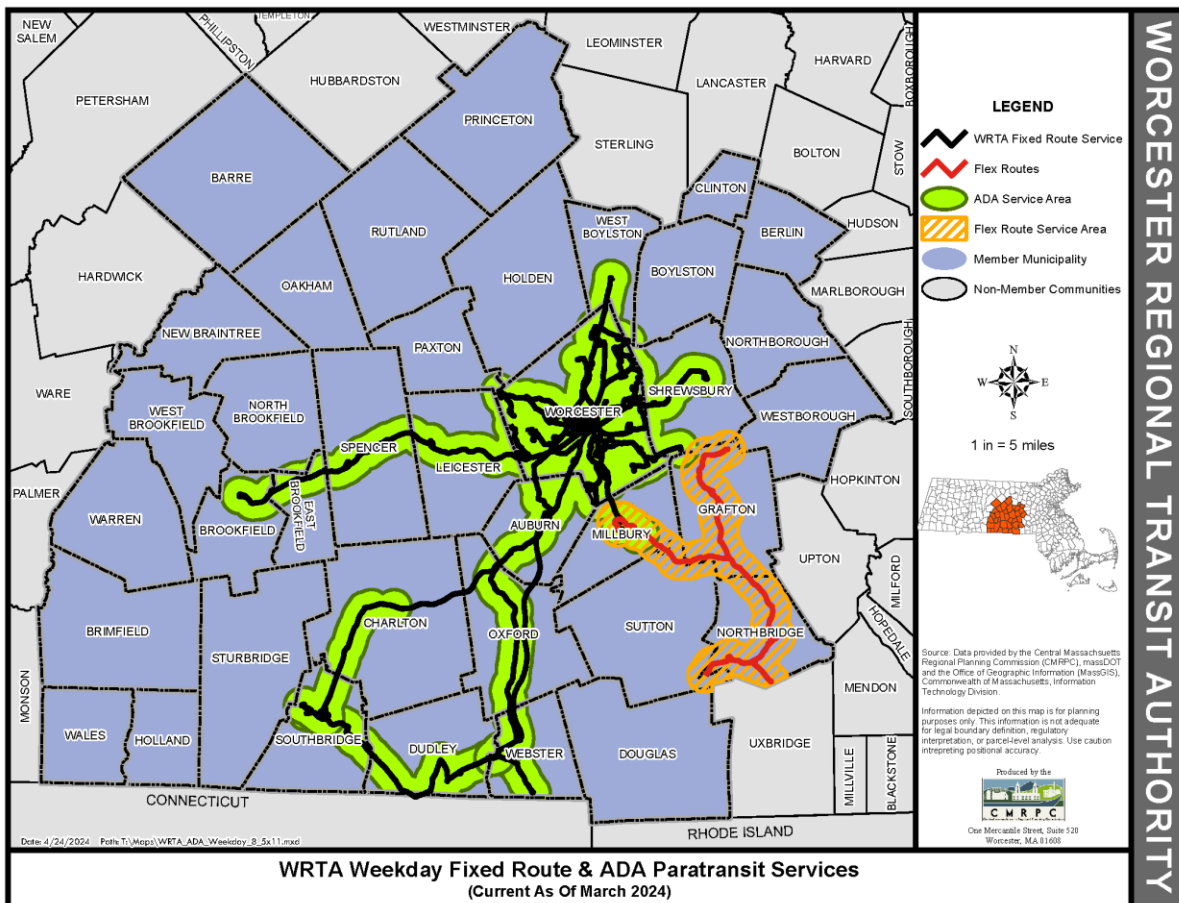 NEW
SALEM
PHILLIPSTON
TEMPLETON
WESTMINSTER
LEOMINSTER
HARVARD
BOXBOROUGH
HUBBARDSTON
LANCASTER
PETERSHAM
PRINCETON
STERLING
BOLTON
STOW
BARRE
CLINTON
HUDSON
RUTLAND
WEST
BOYLSTON
BERLIN
HARDWICK
OAKHAM
HOLDEN
BOYLSTON
MARLBOROUGH
NEW BRAINTREE
PAXTON
NORTHBOROUGH
SOUTHBOROUGH
WARE
WEST
BROOKFIELD
NORTH
BROOKFIELD
SHREWSBURY
WORCESTER
WESTBOROUGH
SPENCER
LEICESTER
HOPKINTON
PALMER
WARREN
BROOKFIELD
EAST
BROOKFIELD
AUBURN
MILLBURY
GRAFTON
UPTON
MILFORD
HOPEDALE
BRIMFIELD
STURBRIDGE
CHARLTON
OXFORD
SUTTON
NORTHBRIDGE
MONSON
MENDON
WALES
HOLLAND
SOUTHBRIDGE
DUDLEY
WEBSTER
DOUGLAS
UXBRIDGE
MILLVILLE
BLACKSTONE
CONNECTICUT
RHODE ISLAND
Date: 4/24/2024 Path: T:\Maps\WRTA_ADA_Weekday_8_5x11.mxd
LEGEND
WRTA Fixed Route Service
Flex Routes
ADA Service Area
Flex Route Service Area
Member Municipality
Non-Member Communities
N
W E
S
1 in = 5 miles
Source: Data provided by the Central Massachusetts
Regional Planning Commission (CMRPC), massDOT
and the Office of Geographic Information (MassGIS),
Commonwealth of Massachusetts, Information
Technology Division.
Information depicted on this map is for planning
purposes only. This information is not adequate
for legal boundary definition, regulatory
interpretation, or parcel-level analysis. Use caution
intrepreting positional accuracy.
Produced by the
CMRPC
One Mercantile Street, Suite 520
Worcester, MA 01608
WORCESTER REGIONAL TRANSIT AUTHORITY
WRTA Weekday Fixed Route & ADA Paratransit Services
(Current As Of March 2024)